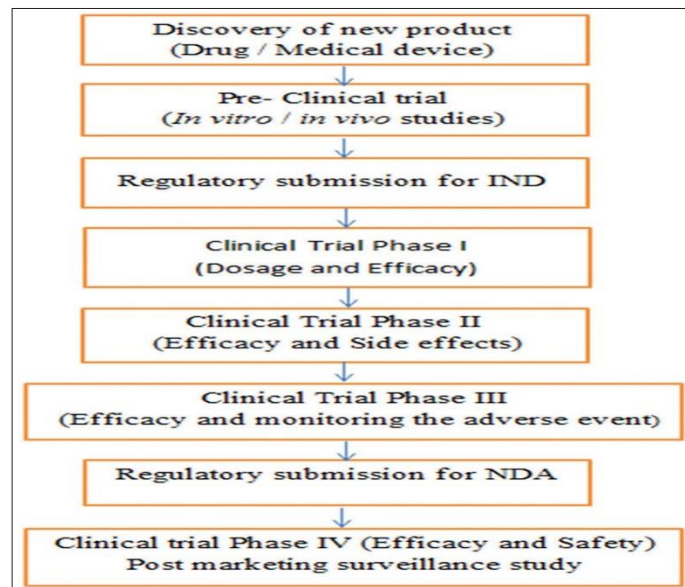 Discovery of new product
(Drug / Medical device)
Pre- Clinical trial
(In vitro / in vivo studies)
Regulatory submission for IND
Clinical Trial Phase I
(Dosage and Efficacy)
Clinical Trial Phase II
(Efficacy and Side effects)
Clinical Trial Phase III
(Efficacy and monitoring the adverse event)
Regulatory submission for NDA
Clinical trial Phase IV (Efficacy and Safety)
Post marketing surveillance study